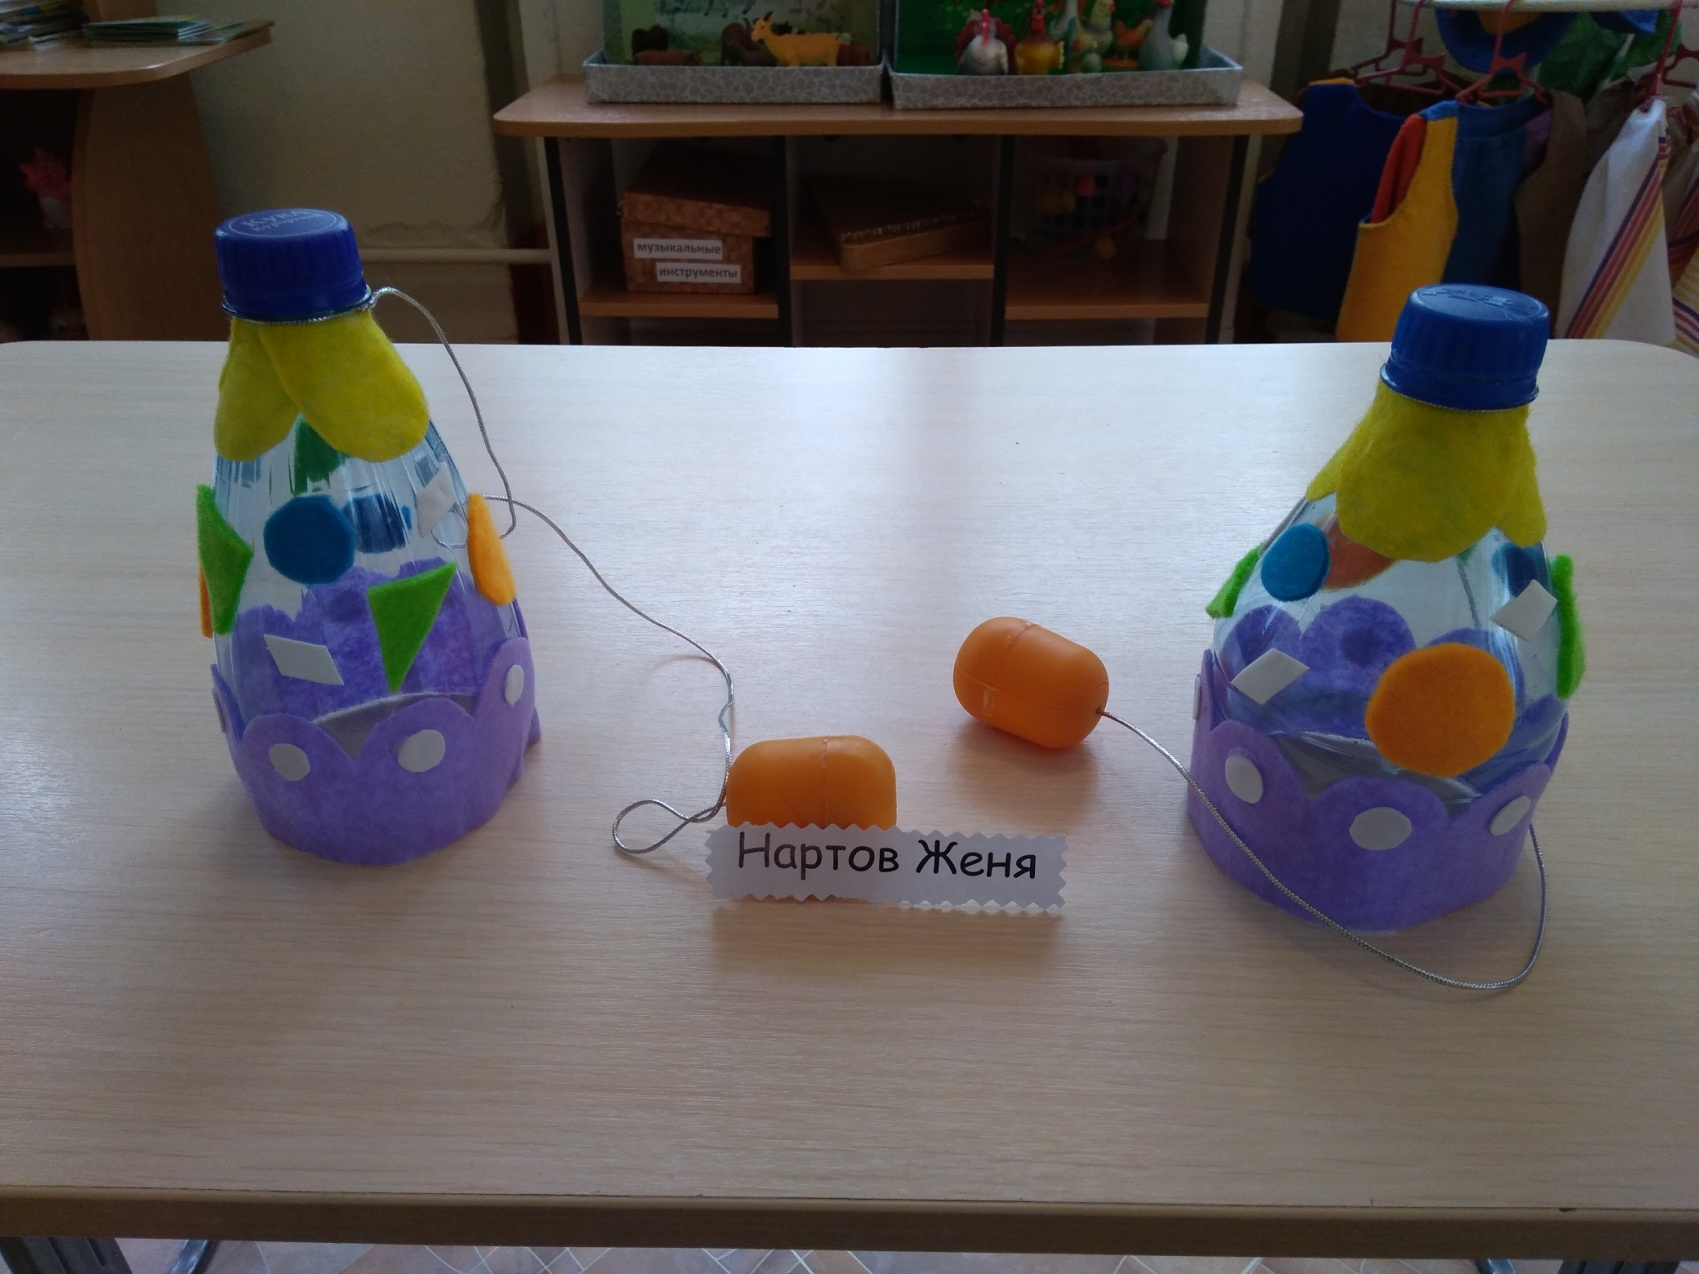 музыкальные
инструменты
Нартов Женя